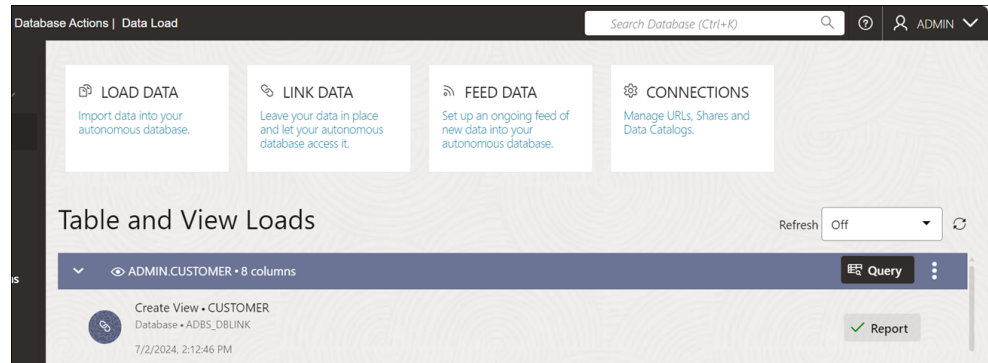 Database Actions | Data Load
Search Database (Ctrl+K)
ADMIN
LOAD DATA
Import data into your
autonomous database.
LINK DATA
Leave your data in place
and let your autonomous
database access it.
FEED DATA
Set up an ongoing feed of
new data into your
autonomous database.
CONNECTIONS
Manage URLs, Shares and
Data Catalogs.
Table and View Loads
Refresh
Off
ADMIN.CUSTOMER • 8 columns
Query
Create View • CUSTOMER
Database • ADBS_DBLINK
7/2/2024, 2:12:46 PM
Report